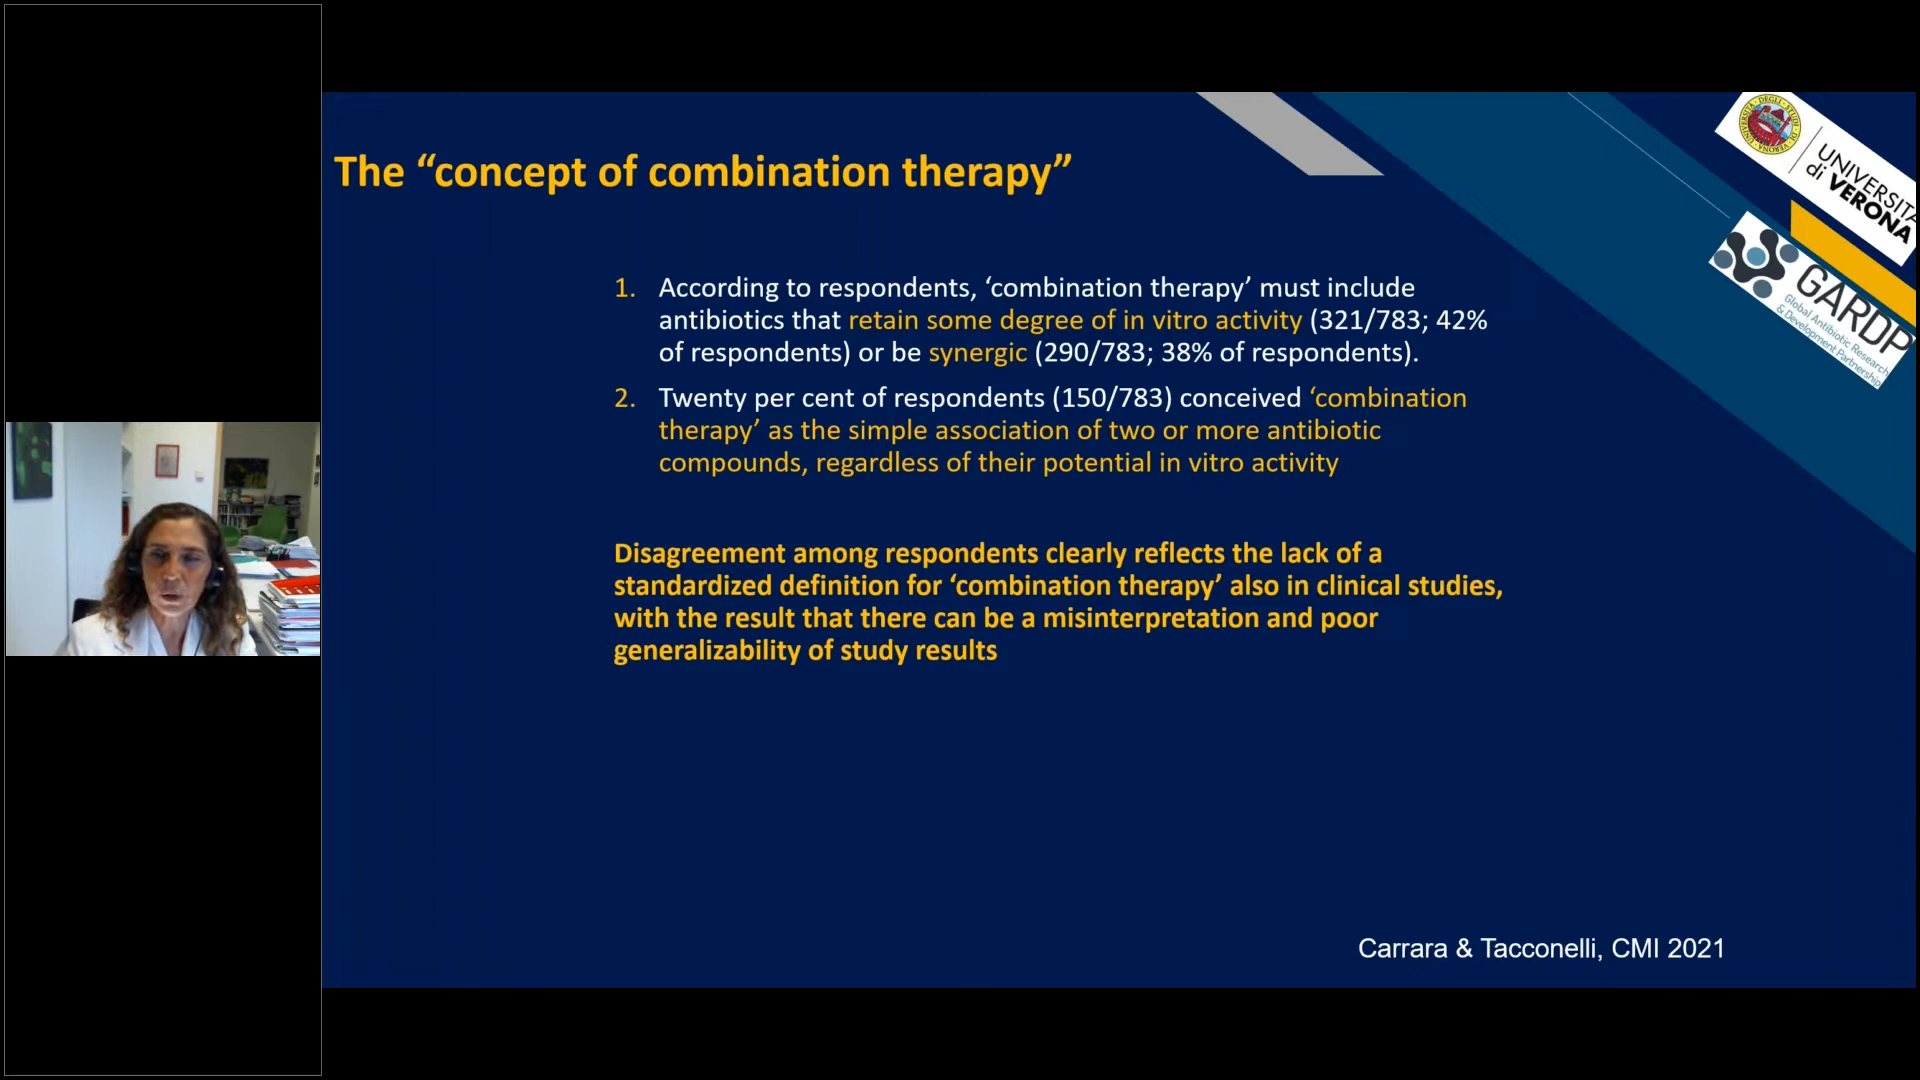 The “concept of combination therapy”
1. According to respondents, ‘combination therapy’ must include
antibiotics that retain some degree of in vitro activity (321/783; 42%
of respondents) or be synergic (290/783; 38% of respondents).
2. Twenty per cent of respondents (150/783) conceived ‘combination
therapy’ as the simple association of two or more antibiotic
compounds, regardless of their potential in vitro activity
Disagreement among respondents clearly reflects the lack of a
standardized definition for ‘combination therapy’ also in clinical studies,
with the result that there can be a misinterpretation and poor
generalizability of study results
Carrara & Tacconelli, CMI 2021
UNIVERSITÀ
di VERONA
GARDP
Global Antibiotic Research
& Development Partnership